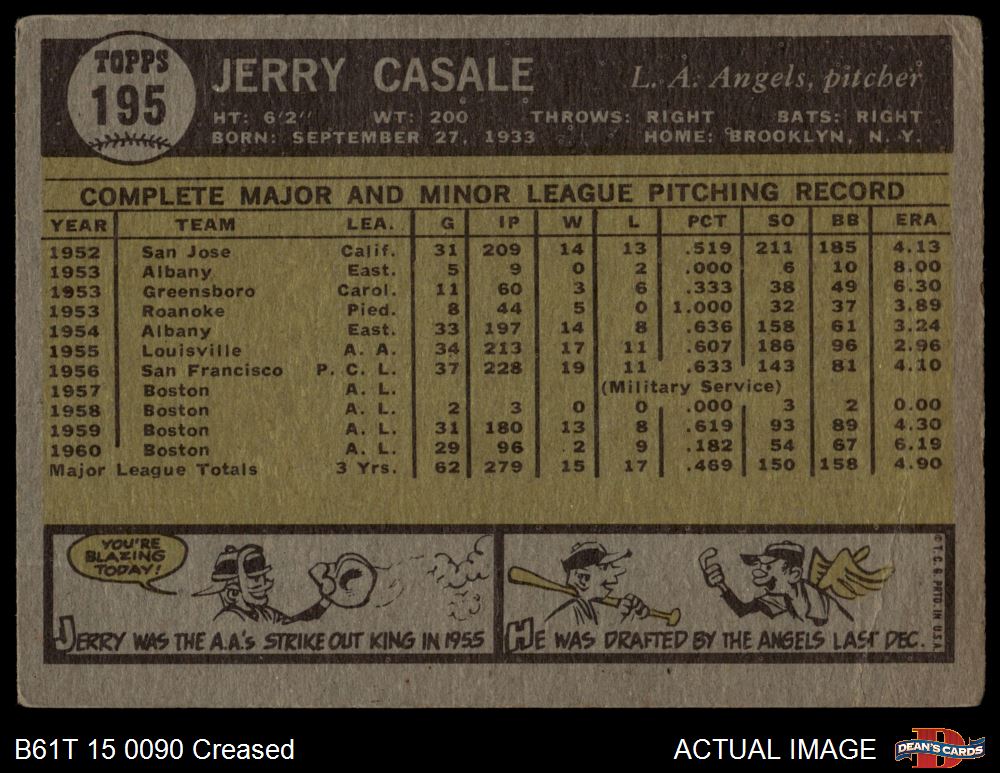 TOPPS
195
JERRY CASALE
L. A. Angels, pitcher
HT: 6'2" WT: 200 THROWS: RIGHT BATS: RIGHT
BORN: SEPTEMBER 27, 1933 HOME: BROOKLYN, N. Y.
COMPLETE MAJOR AND MINOR LEAGUE PITCHING RECORD
YEAR TEAM LEA. G IP W L PCT SO BB ERA
1952 San Jose Calif. 31 209 14 13 .519 211 185 4.13
1953 Albany East. 5 9 0 2 .000 6 10 8.00
1953 Greensboro Carol. 11 60 3 6 .333 38 49 6.30
1953 Roanoke Pied. 8 44 5 0 1.000 32 37 3.89
1954 Albany East. 33 197 14 8 .636 158 61 3.24
1955 Louisville A. A. 34 213 17 11 .607 186 96 2.96
1956 San Francisco P. C. L. 37 228 19 11 .633 143 81 4.10
1957 Boston A. L. (Military Service)
1958 Boston A. L. 2 3 0 0 .000 3 2 0.00
1959 Boston A. L. 31 180 13 8 .619 93 89 4.30
1960 Boston A. L. 29 96 2 9 .182 54 67 6.19
Major League Totals 3 Yrs. 62 279 15 17 .469 150 158 4.90
YOU'RE
BLAZING
TODAY!
JERRY WAS THE A.A.'S STRIKE OUT KING IN 1955
HE WAS DRAFTED BY THE ANGELS LAST DEC.
© T. C. G. PRTD. IN U.S.A.
B61T 15 0090 Creased
ACTUAL IMAGE
D
DEAN'S CARDS